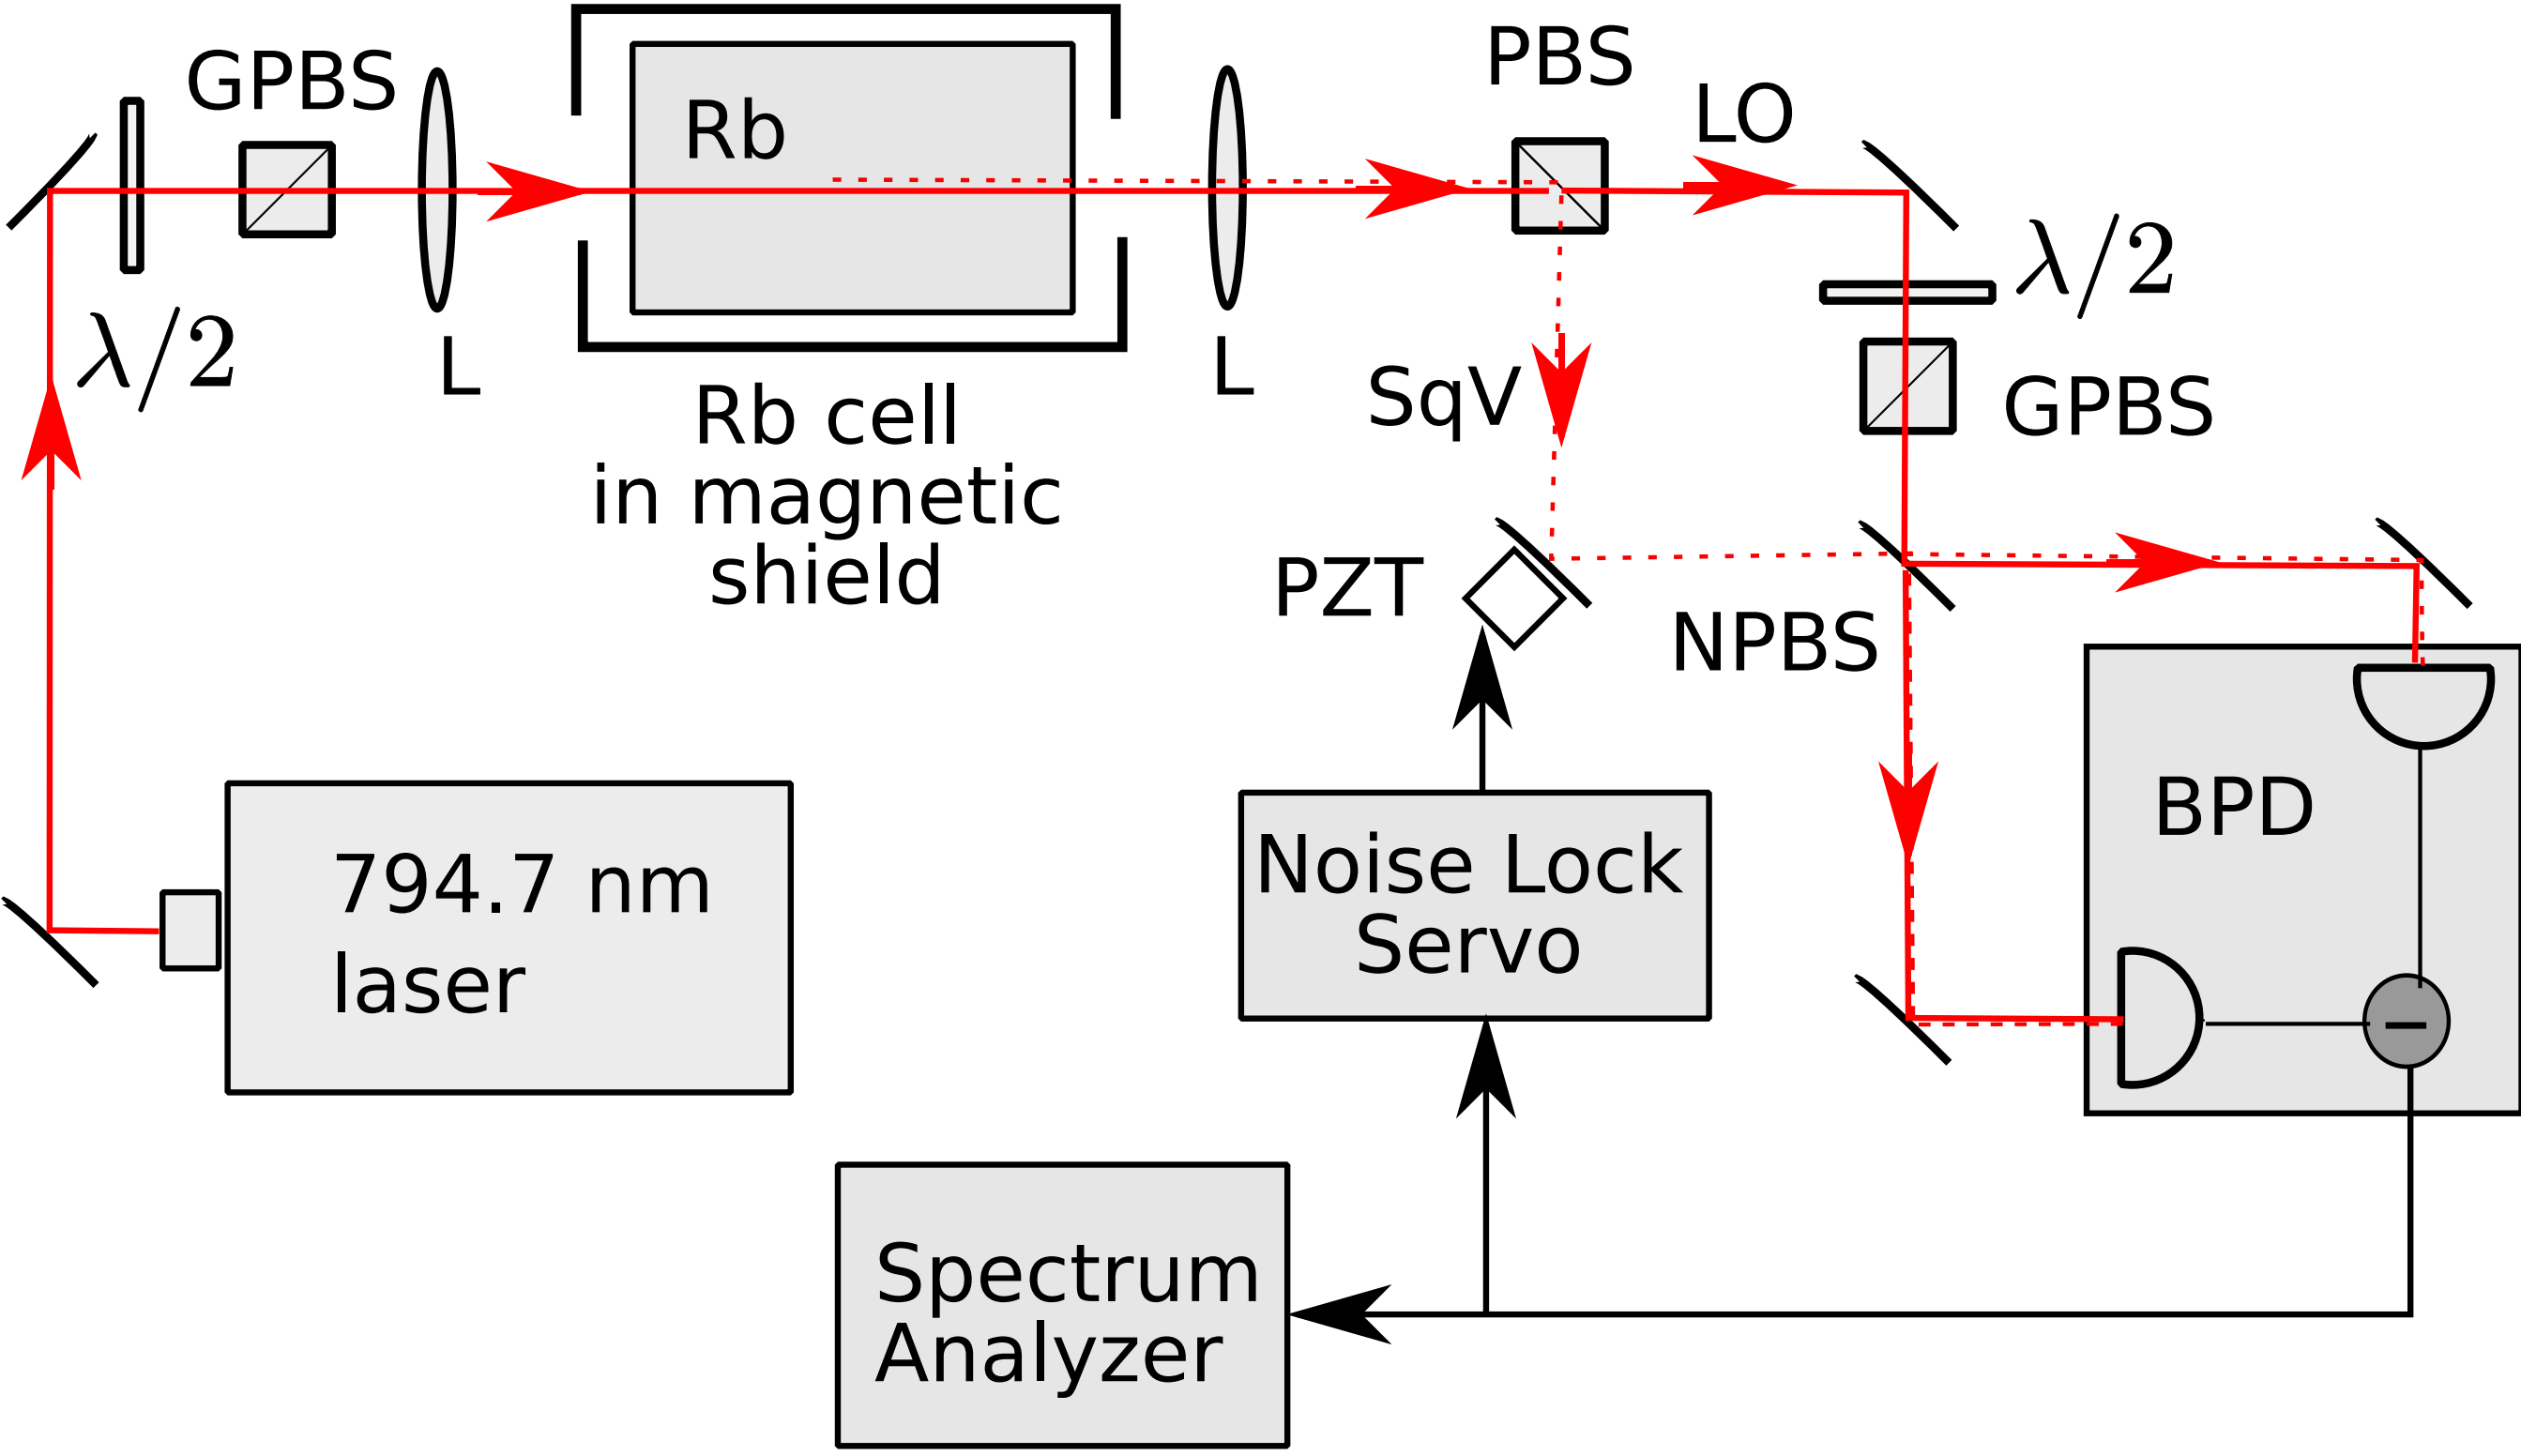 GPBS
λ/2
L
Rb
Rb cell
in magnetic
shield
L
PBS
LO
λ/2
GPBS
SqV
PZT
NPBS
BPD
−
794.7 nm
laser
Noise Lock
Servo
Spectrum
Analyzer